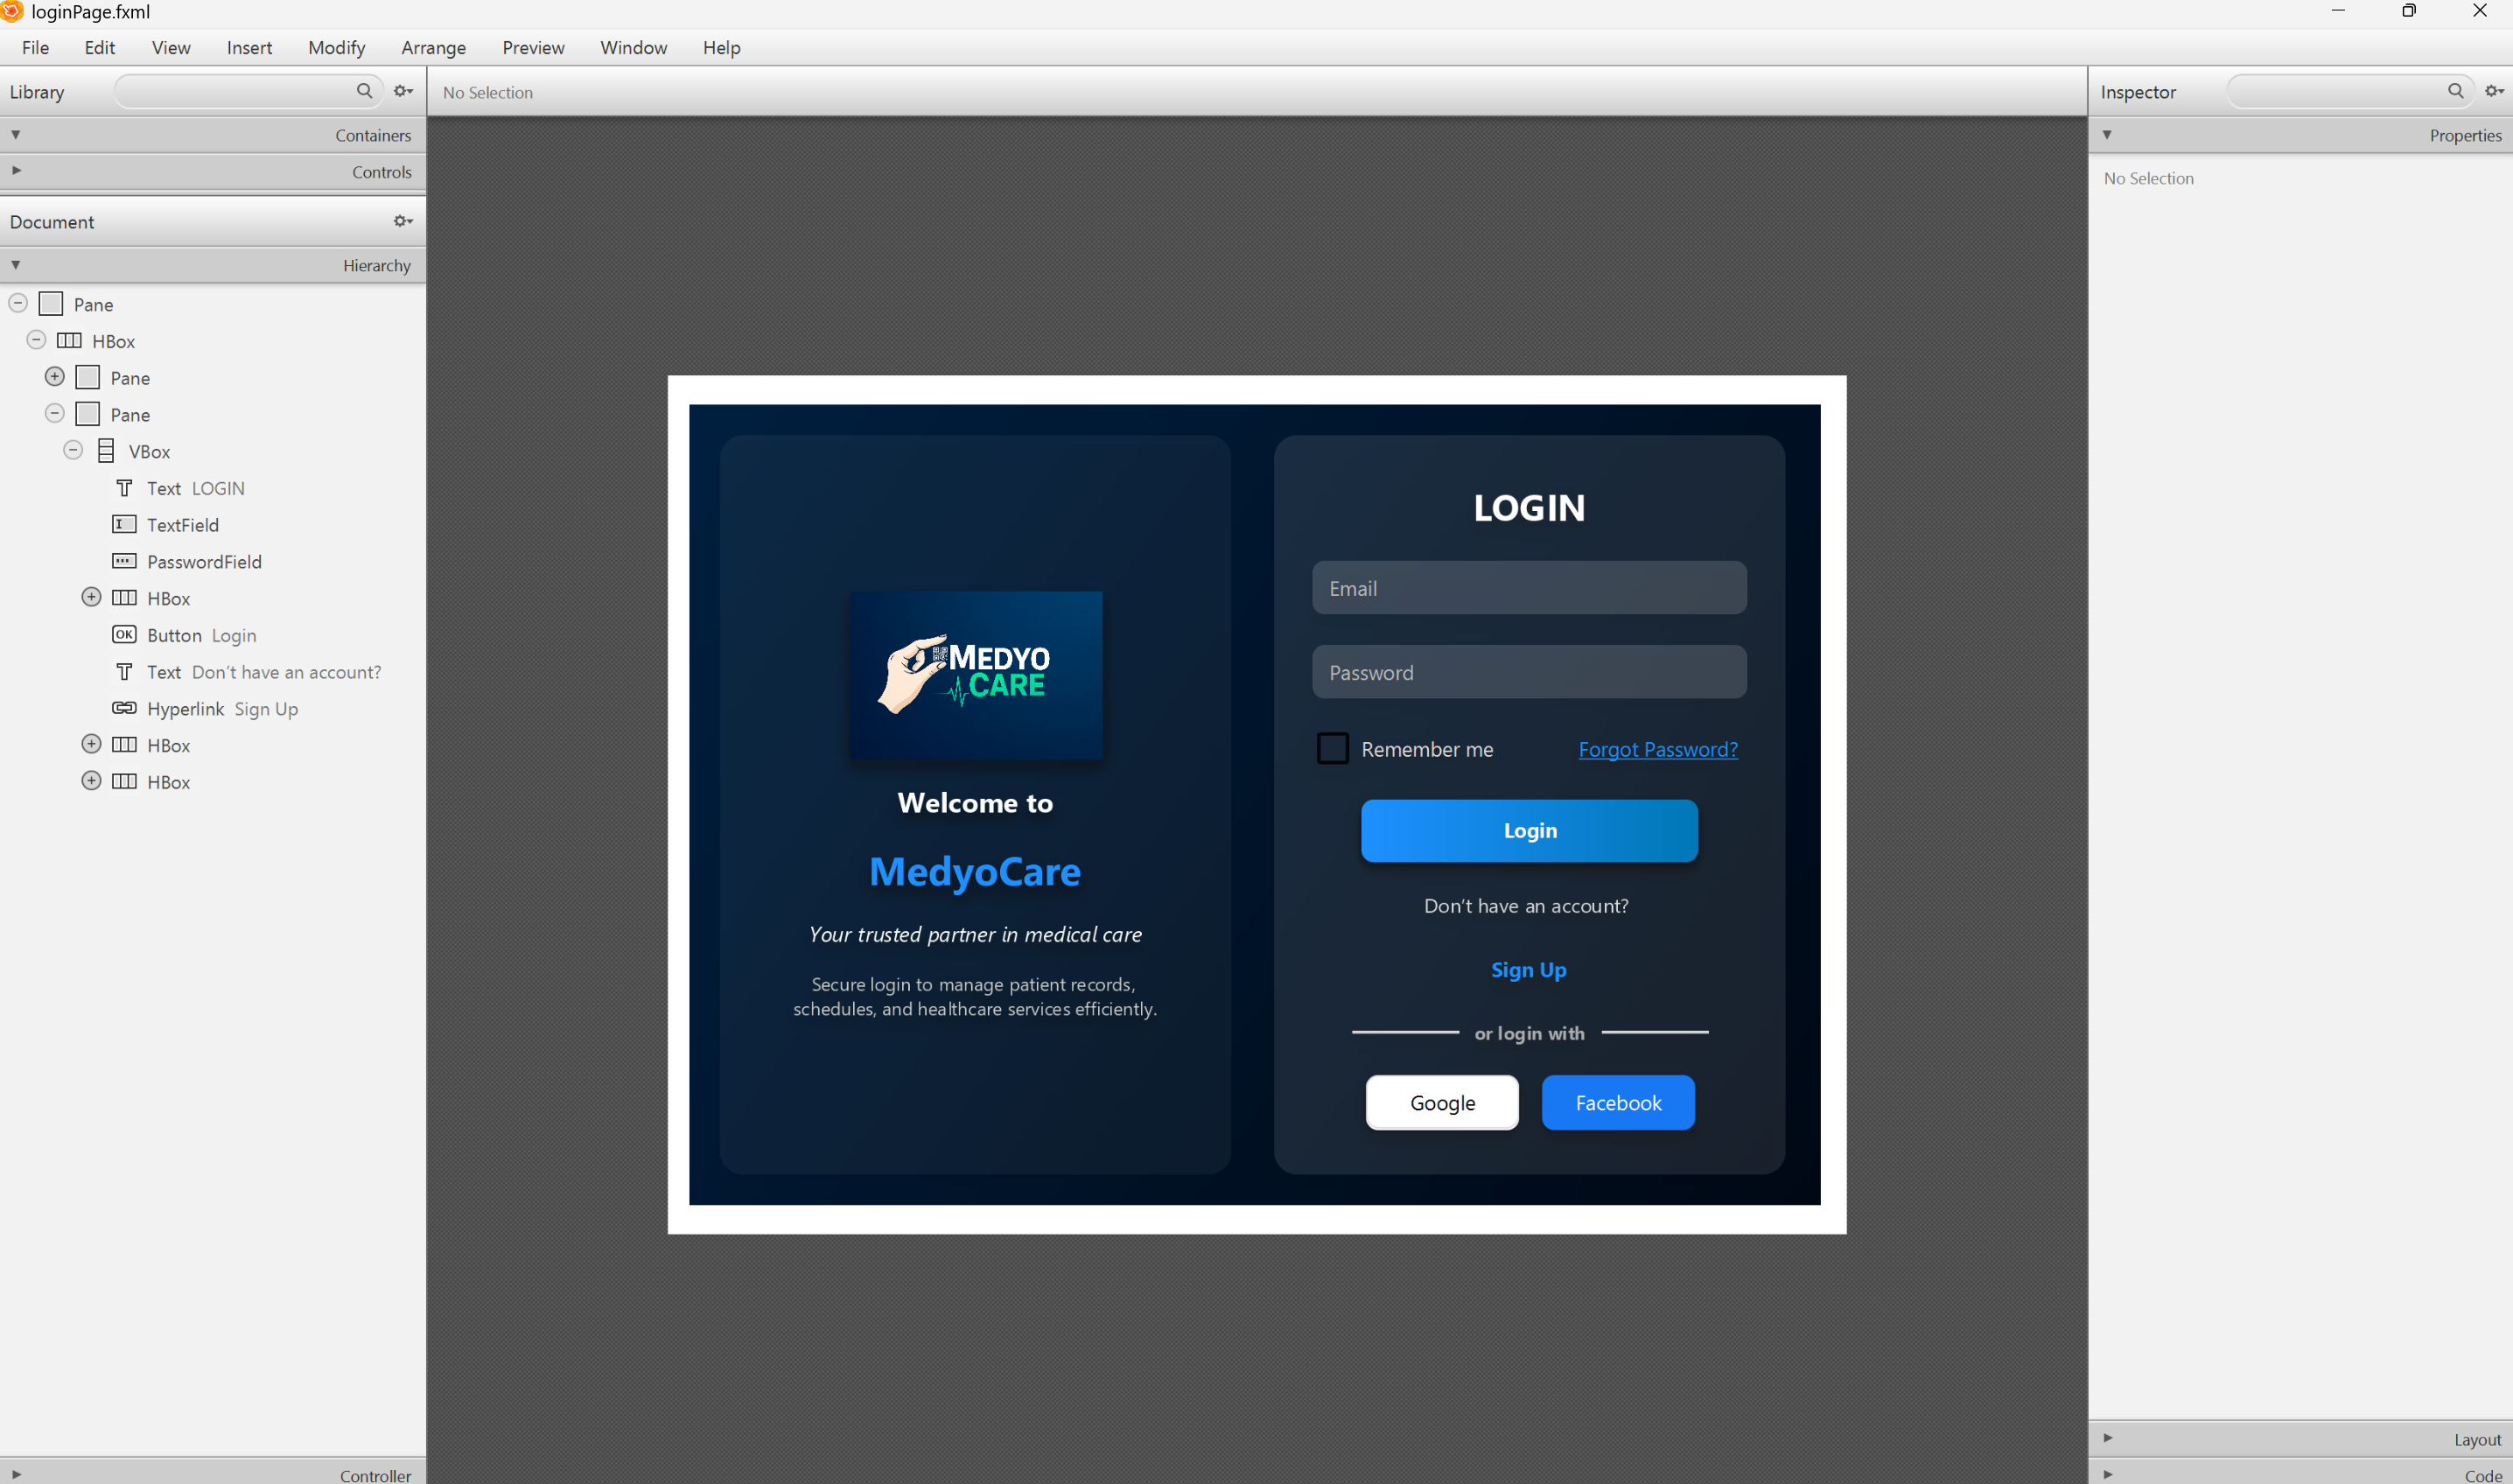 loginPage.fxml
File Edit View Insert Modify Arrange Preview Window Help
Library
No Selection
Inspector
Containers
Controls
Properties
No Selection
Document
Hierarchy
Pane
HBox
Pane
Pane
VBox
Text LOGIN
TextField
PasswordField
HBox
OK Button Login
Text Don't have an account?
Hyperlink Sign Up
HBox
HBox
Controller
MEDYO
CARE
Welcome to
MedyoCare
Your trusted partner in medical care
Secure login to manage patient records,
schedules, and healthcare services efficiently.
LOGIN
Email
Password
Remember me Forgot Password?
Login
Don't have an account?
Sign Up
or login with
Google Facebook
Layout
Code